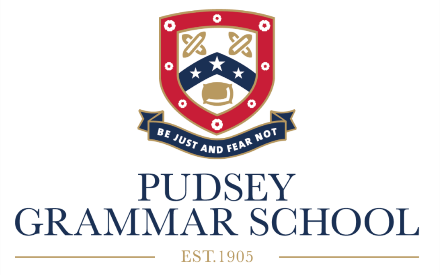 BE JUST AND FEAR NOT
PUDSEY
GRAMMAR SCHOOL
EST.1905